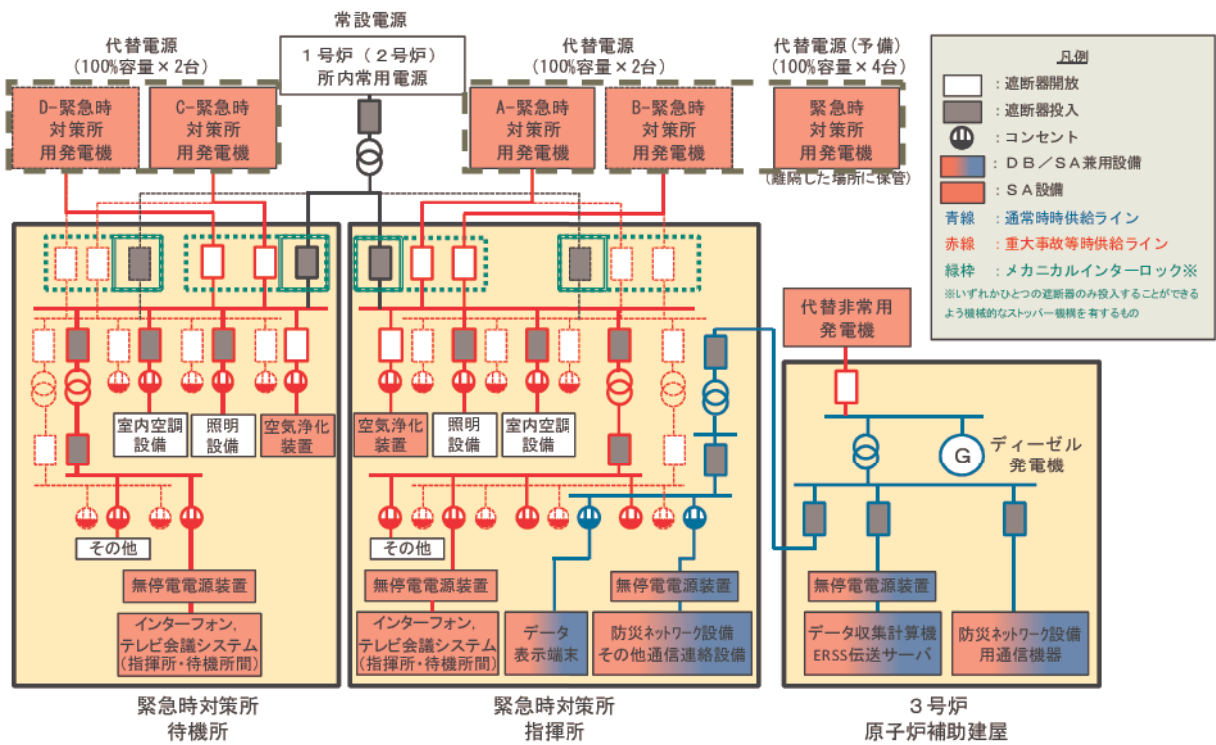 常設電源
代替電源
(100%容量×2台)
1号炉(2号炉)
所内常用電源
代替電源
(100%容量×2台)
代替電源(予備)
(100%容量×4台)
D-緊急時
対策所
用発電機
C-緊急時
対策所
用発電機
A-緊急時
対策所
用発電機
B-緊急時
対策所
用発電機
緊急時
対策所
用発電機
(離隔した場所に保管)
凡例
:遮断器開放
:遮断器投入
:コンセント
:DB/SA兼用設備
:SA設備
青線 :通常時時供給ライン
赤線 :重大事故等時供給ライン
緑枠 :メカニカルインターロック※
※いずれかひとつの遮断器のみ投入することができる
よう機械的なストッパー機構を有するもの
室内空調
設備
照明
設備
空気浄化
装置
その他
無停電電源装置
インターフォン,
テレビ会議システム
(指揮所・待機所間)
緊急時対策所
待機所
空気浄化
装置
照明
設備
室内空調
設備
その他
無停電電源装置
インターフォン,
テレビ会議システム
(指揮所・待機所間)
データ
表示端末
無停電電源装置
防災ネットワーク設備
その他通信連絡設備
緊急時対策所
指揮所
代替非常用
発電機
G
ディーゼル
発電機
無停電電源装置
データ収集計算機
ERSS伝送サーバ
防災ネットワーク設備
用通信機器
3号炉
原子炉補助建屋